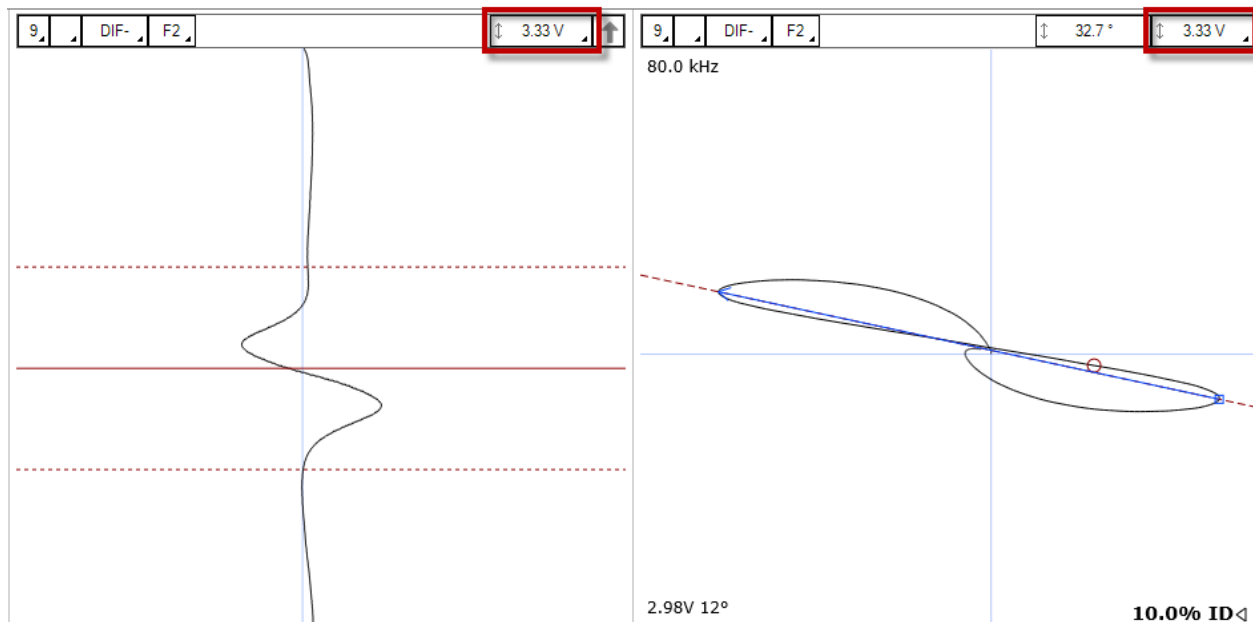 9 DIF- F2 3.33 V
9 DIF- F2 32.7 ° 3.33 V
80.0 kHz
2.98V 12°
10.0% ID